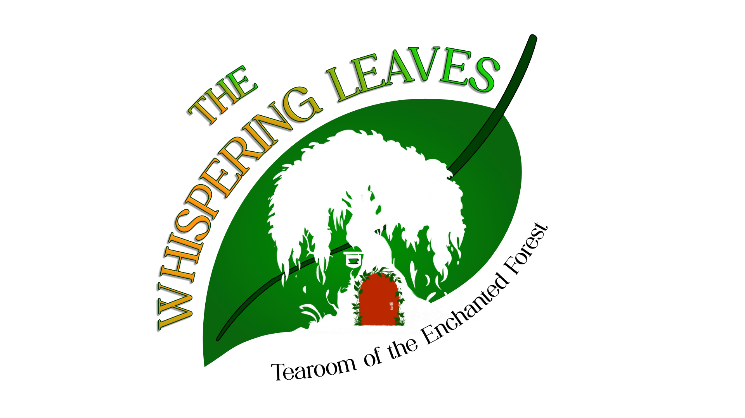 THE
WHISPERING LEAVES
Tearoom of the Enchanted Forest